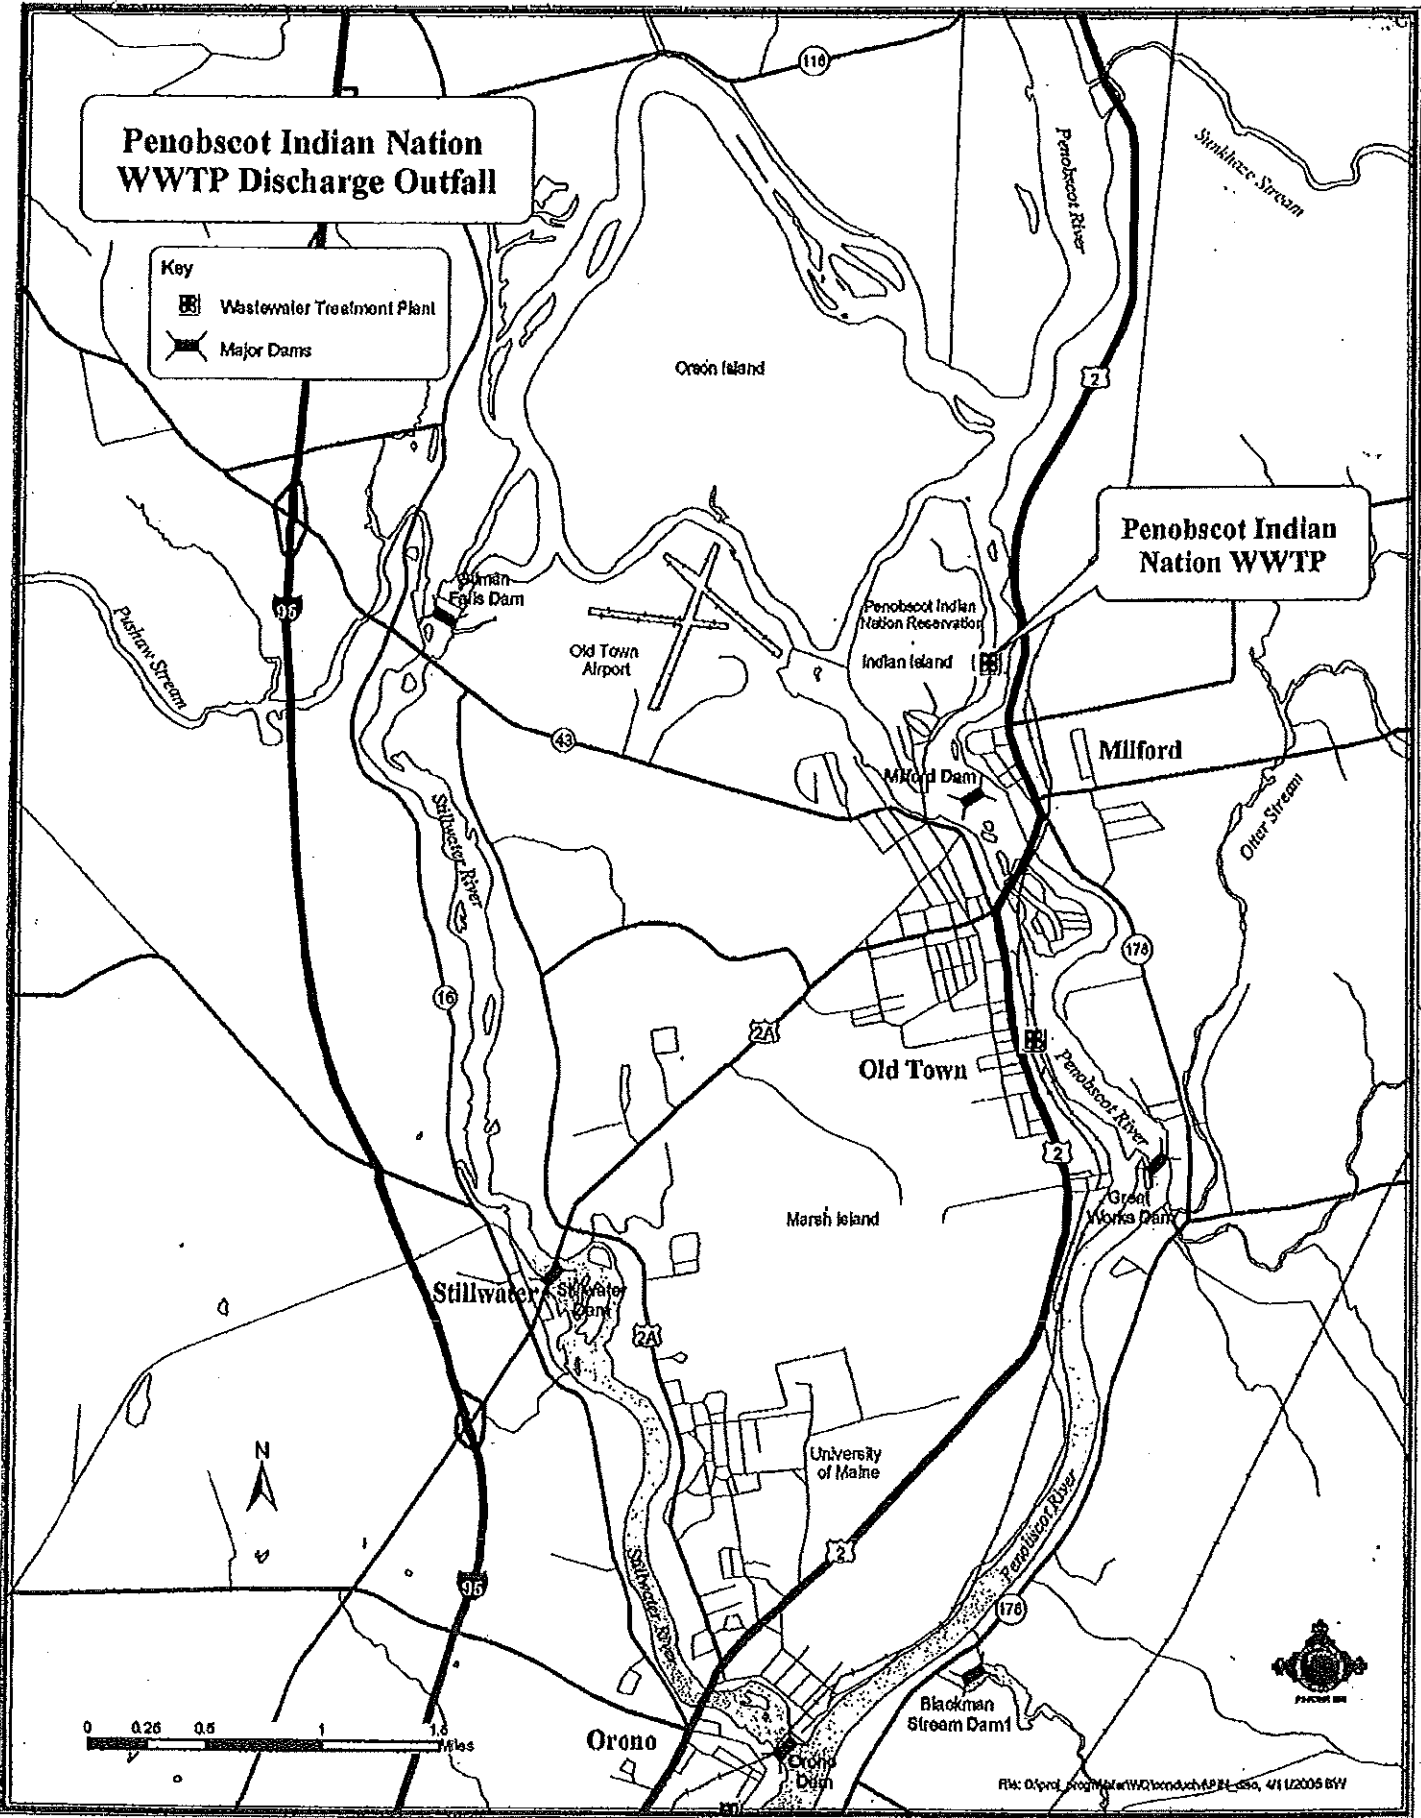 116
Penobscot Indian Nation
WWTP Discharge Outfall
Penobscot River
Sunkhaze Stream
Key
Wastewater Treatment Plant
Major Dams
Orson Island
2
Penobscot Indian
Nation WWTP
95
Falls Dam
Pushaw Stream
Old Town
Airport
Penobscot Indian
Nation Reservation
Indian Island
43
Milford
Milford Dam
Stillwater River
Otter Stream
178
16
2A
Old Town
Penobscot River
2
Great
Works Dam
Marsh Island
Stillwater
Stillwater
Dam
2A
University
of Maine
N
2
Penobscot River
95
Stillwater River
178
Blackman
Stream Dam1
0 0.25 0.5 1 1.5
Miles
Orono
Orono
Dam